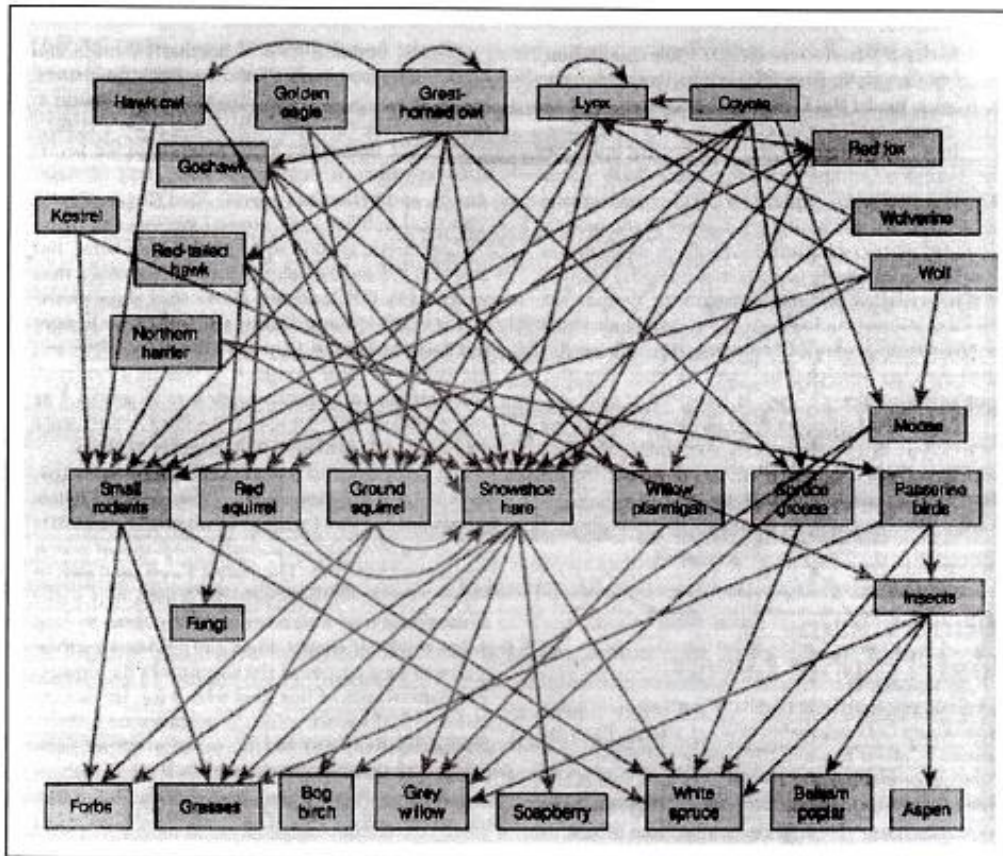 Hawk owl
Golden
eagle
Great-
horned owl
Lynx
Coyote
Red fox
Goshawk
Kestrel
Wolverine
Red-tailed
hawk
Wolf
Northern
harrier
Moose
Small
rodents
Red
squirrel
Ground
squirrel
Snowshoe
hare
Willow
ptarmigan
Spruce
grouse
Passerine
birds
Insects
Fungi
Forbs
Grasses
Bog
birch
Grey
willow
Soapberry
White
spruce
Balsam
poplar
Aspen